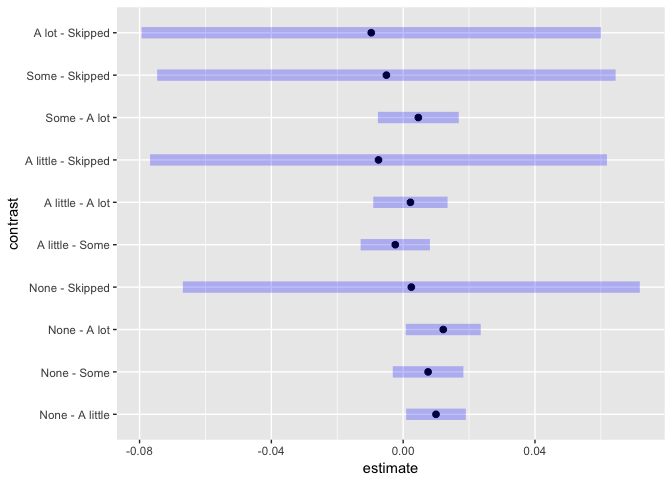 A lot - Skipped
Some - Skipped
Some - A lot
A little - Skipped
A little - A lot
A little - Some
None - Skipped
None - A lot
None - Some
None - A little
contrast
-0.08 -0.04 0.00 0.04
estimate